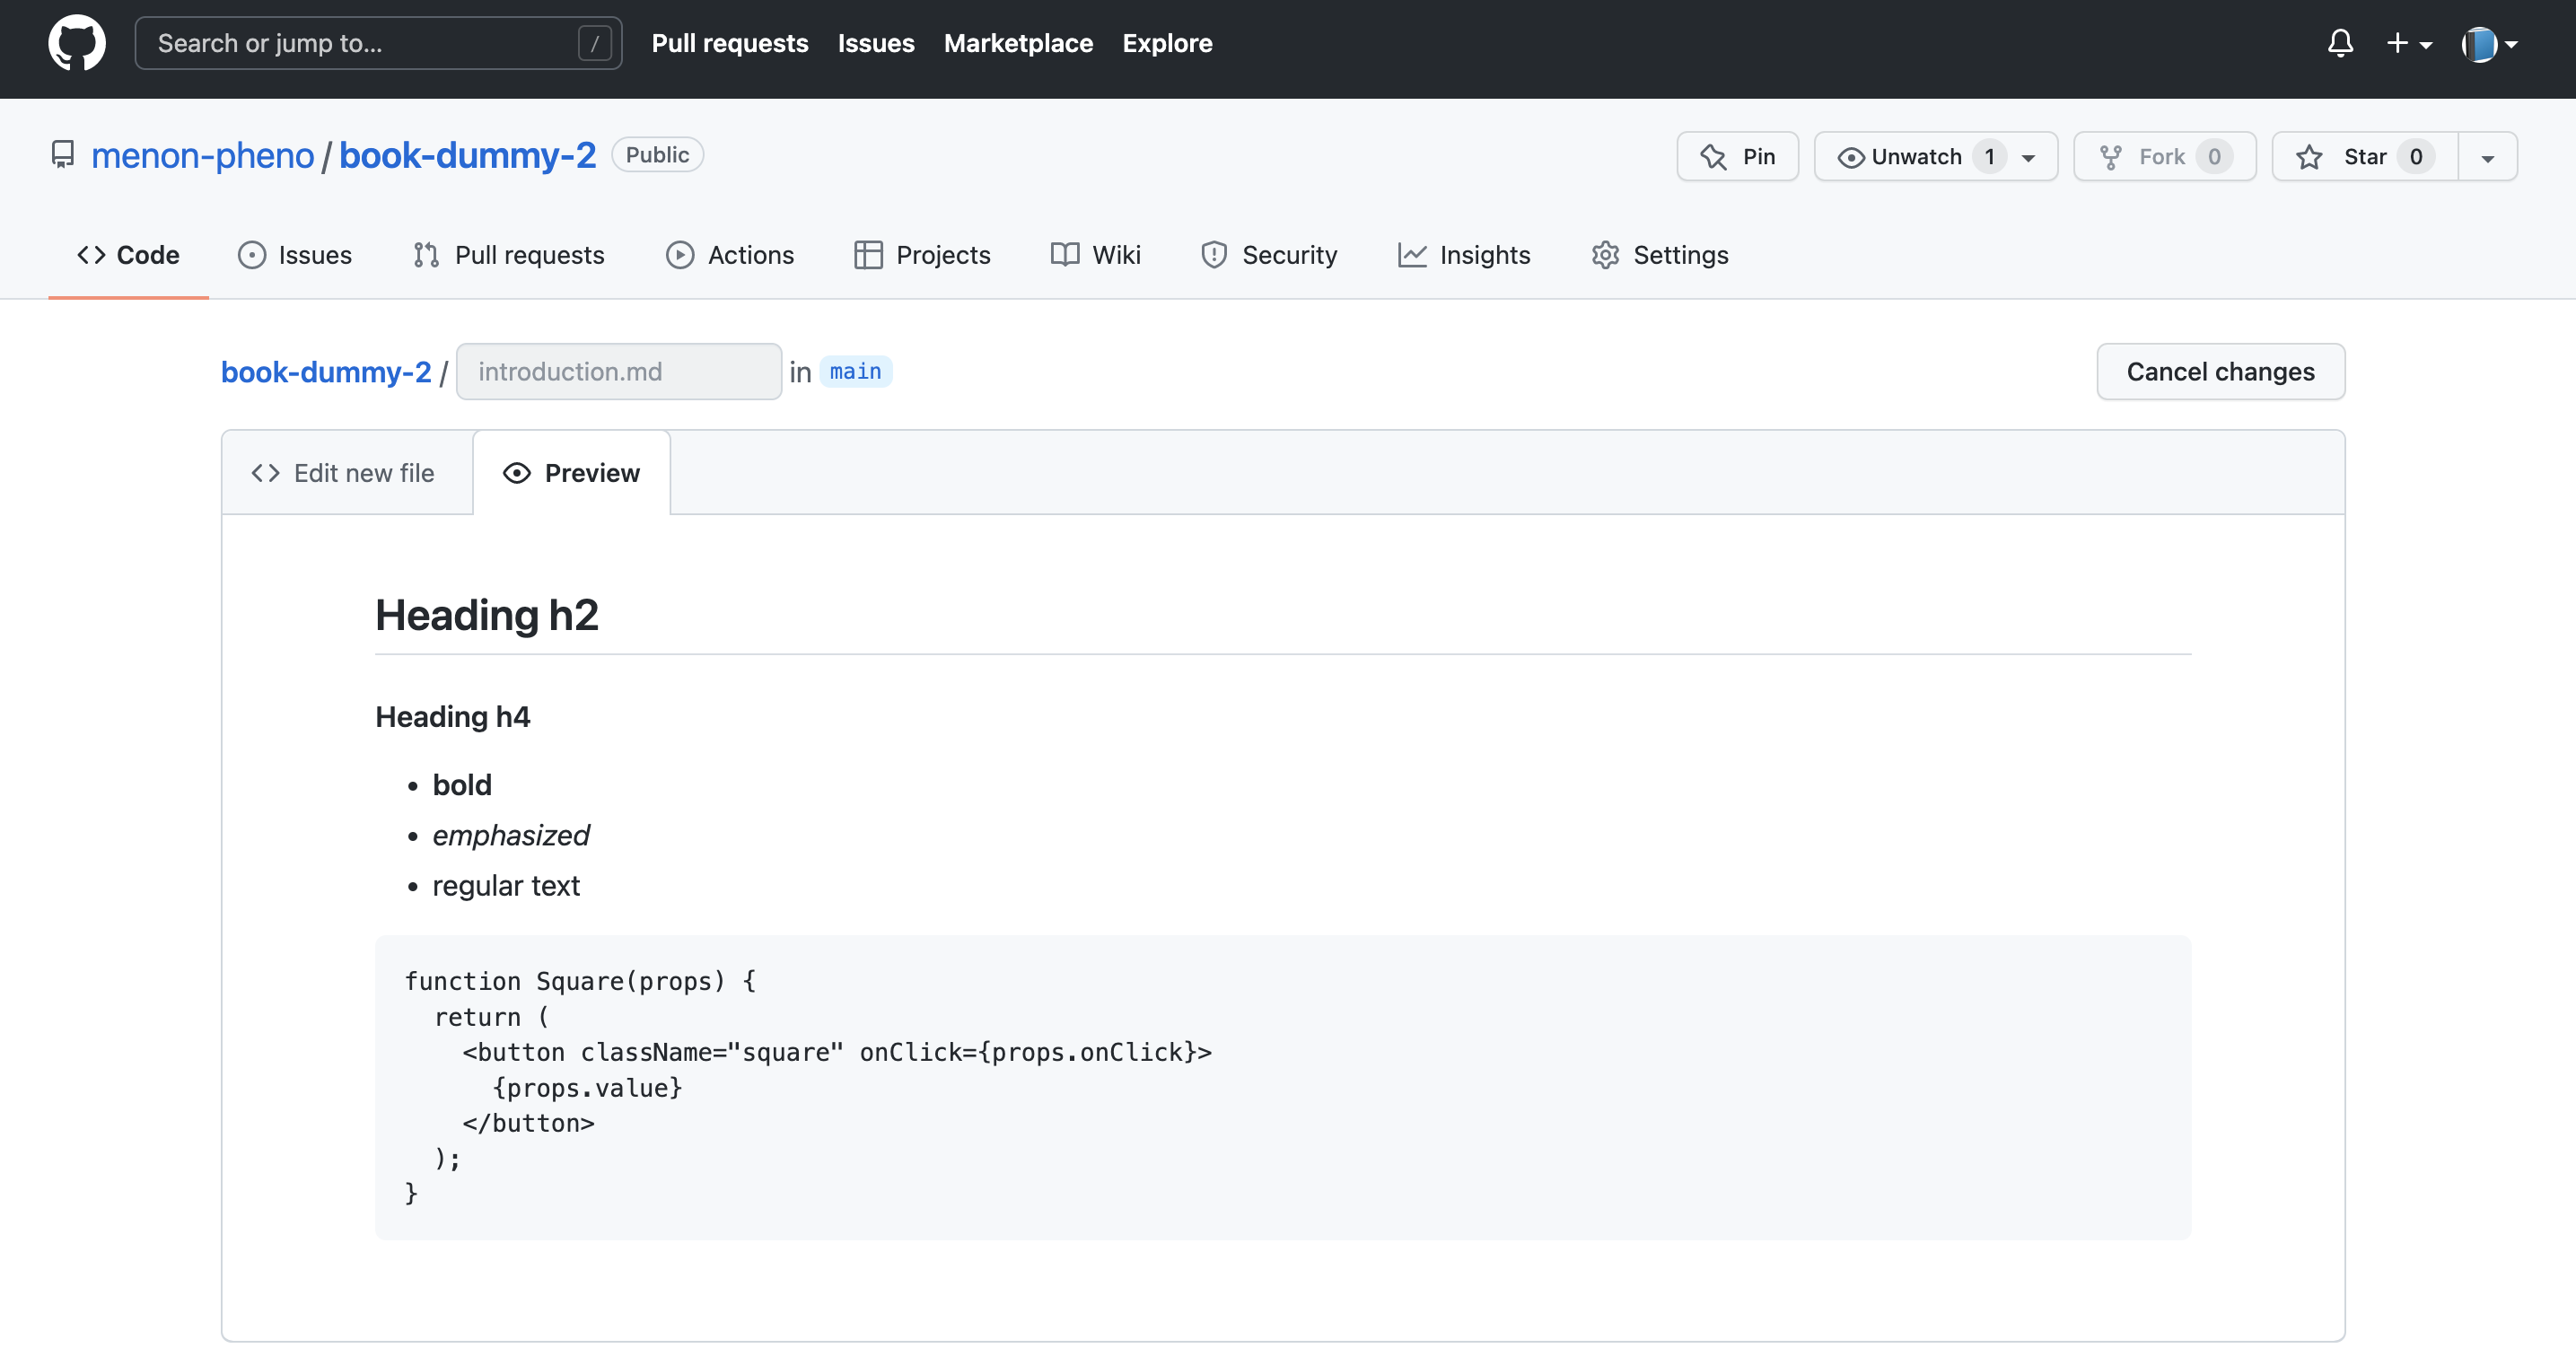 Search or jump to... / Pull requests Issues Marketplace Explore
menon-pheno / book-dummy-2 Public Pin Unwatch 1 Fork 0 Star 0
Code Issues Pull requests Actions Projects Wiki Security Insights Settings
book-dummy-2 / introduction.md in main Cancel changes
Edit new file Preview
Heading h2
Heading h4
• bold
• emphasized
• regular text
function Square(props) {
  return (
    <button className="square" onClick={props.onClick}>
      {props.value}
    </button>
  );
}